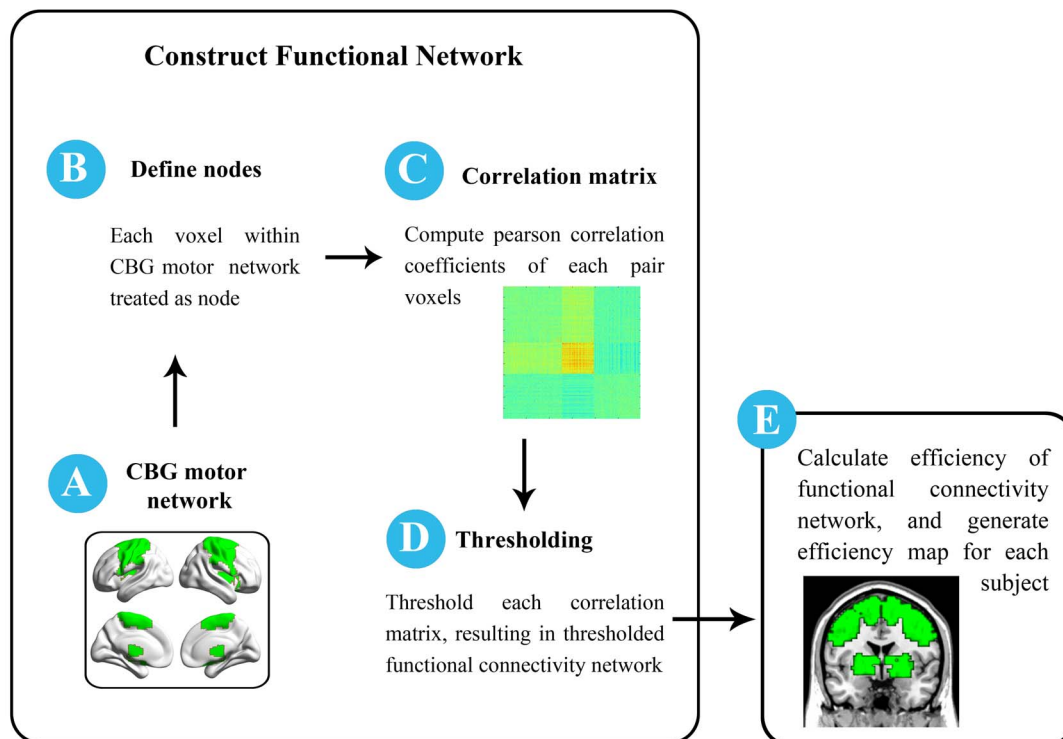 Construct Functional Network
B
Define nodes
Each voxel within
CBG motor network
treated as node
C
Correlation matrix
Compute pearson correlation
coefficients of each pair
voxels
A
CBG motor
network
D
Thresholding
Threshold each correlation
matrix, resulting in thresholded
functional connectivity network
E
Calculate efficiency of
functional connectivity
network, and generate
efficiency map for each
subject